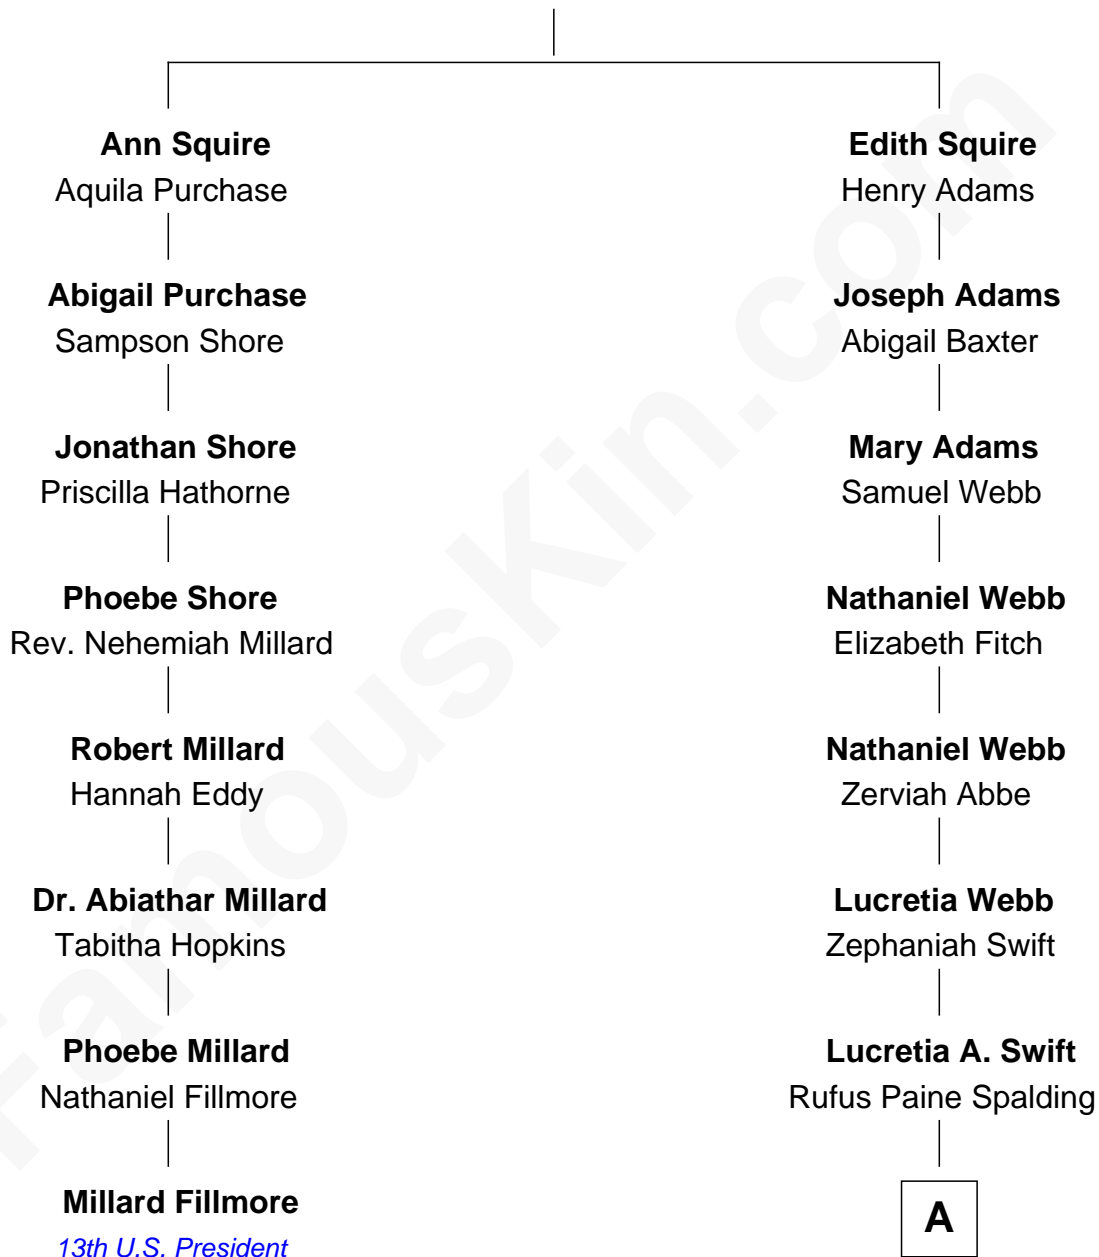 Ann Squire
Aquila Purchase
Edith Squire
Henry Adams
Abigail Purchase
Sampson Shore
Joseph Adams
Abigail Baxter
Jonathan Shore
Priscilla Hathorne
Mary Adams
Samuel Webb
Phoebe Shore
Rev. Nehemiah Millard
Nathaniel Webb
Elizabeth Fitch
Robert Millard
Hannah Eddy
Nathaniel Webb
Zerviah Abbe
Dr. Abiathar Millard
Tabitha Hopkins
Lucretia Webb
Zephaniah Swift
Phoebe Millard
Nathaniel Fillmore
Lucretia A. Swift
Rufus Paine Spalding
Millard Fillmore
13th U.S. President
A
FamousKin.com